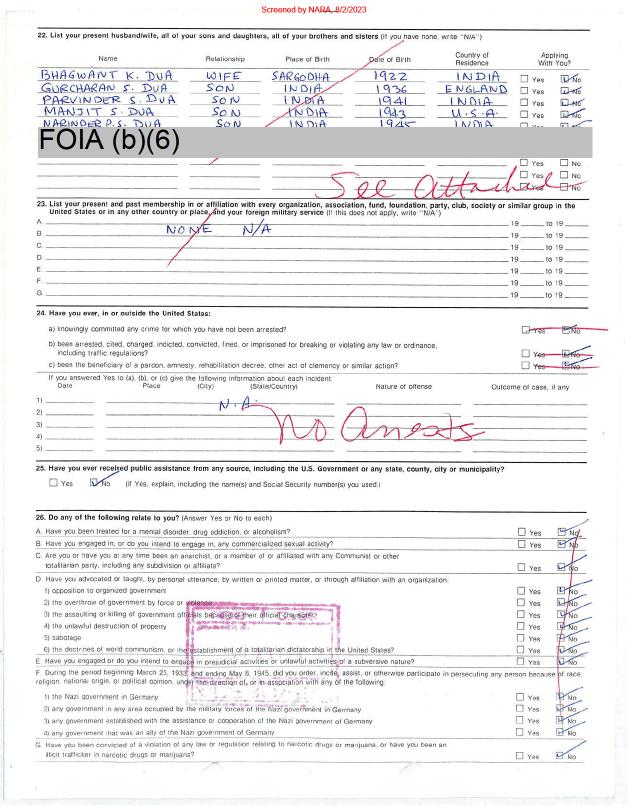 Screened by NARA, 8/2/2023
22. List your present husband/wife, all of your sons and daughters, all of your brothers and sisters (If you have none, write "N/A")
Name Relationship Place of Birth Date of Birth Country of Residence Applying With You?
BHAGWANT K. DUA WIFE SARGODHA 1922 INDIA Yes No
GURCHARAN S. DUA SON INDIA 1936 ENGLAND Yes No
PARVINDER S. DUA SON INDIA 1941 INDIA Yes No
MANJIT S. DUA SON INDIA 1943 U.S.A. Yes No
NARINDER P.S. DUA SON INDIA 1945 INDIA
FOIA (b)(6)
Yes No
Yes No
See Attached No
23. List your present and past membership in or affiliation with every organization, association, fund, foundation, party, club, society or similar group in the
United States or in any other country or place, and your foreign military service (If this does not apply, write "N/A")
A. 19 to 19
B. NONE N/A 19 to 19
C. 19 to 19
D. 19 to 19
E. 19 to 19
F. 19 to 19
G. 19 to 19
24. Have you ever, in or outside the United States:
a) knowingly committed any crime for which you have not been arrested? Yes No
b) been arrested, cited, charged, indicted, convicted, fined, or imprisoned for breaking or violating any law or ordinance,
including traffic regulations? Yes No
c) been the beneficiary of a pardon, amnesty, rehabilitation decree, other act of clemency or similar action? Yes No
If you answered Yes to (a), (b), or (c) give the following information about each incident
Date Place (City) (State/Country) Nature of offense Outcome of case, if any
1) N.A.
2)
3) No Arrests
4)
5)
25. Have you ever received public assistance from any source, including the U.S. Government or any state, county, city or municipality?
Yes No (If Yes, explain, including the name(s) and Social Security number(s) you used.)
26. Do any of the following relate to you? (Answer Yes or No to each)
A. Have you been treated for a mental disorder, drug addiction, or alcoholism? Yes No
B. Have you engaged in, or do you intend to engage in, any commercialized sexual activity? Yes No
C. Are you or have you at any time been an anarchist, or a member of or affiliated with any Communist or other
totalitarian party, including any subdivision or affiliate? Yes No
D. Have you advocated or taught, by personal utterance, by written or printed matter, or through affiliation with an organization:
1) opposition to organized government Yes No
2) the overthrow of government by force or violence Yes No
3) the assaulting or killing of government officials because of their official character Yes No
4) the unlawful destruction of property Yes No
5) sabotage Yes No
6) the doctrines of world communism, or the establishment of a totalitarian dictatorship in the United States? Yes No
E. Have you engaged or do you intend to engage in prejudicial activities or unlawful activities of a subversive nature? Yes No
F. During the period beginning March 23, 1933, and ending May 8, 1945, did you order, incite, assist, or otherwise participate in persecuting any person because of race,
religion, national origin, or political opinion, under the direction of, or in association with any of the following:
1) the Nazi government in Germany Yes No
2) any government in any area occupied by the military forces of the Nazi government in Germany Yes No
3) any government established with the assistance or cooperation of the Nazi government of Germany Yes No
4) any government that was an ally of the Nazi government of Germany Yes No
G. Have you been convicted of a violation of any law or regulation relating to narcotic drugs or marijuana, or have you been an
illicit trafficker in narcotic drugs or marijuana? Yes No